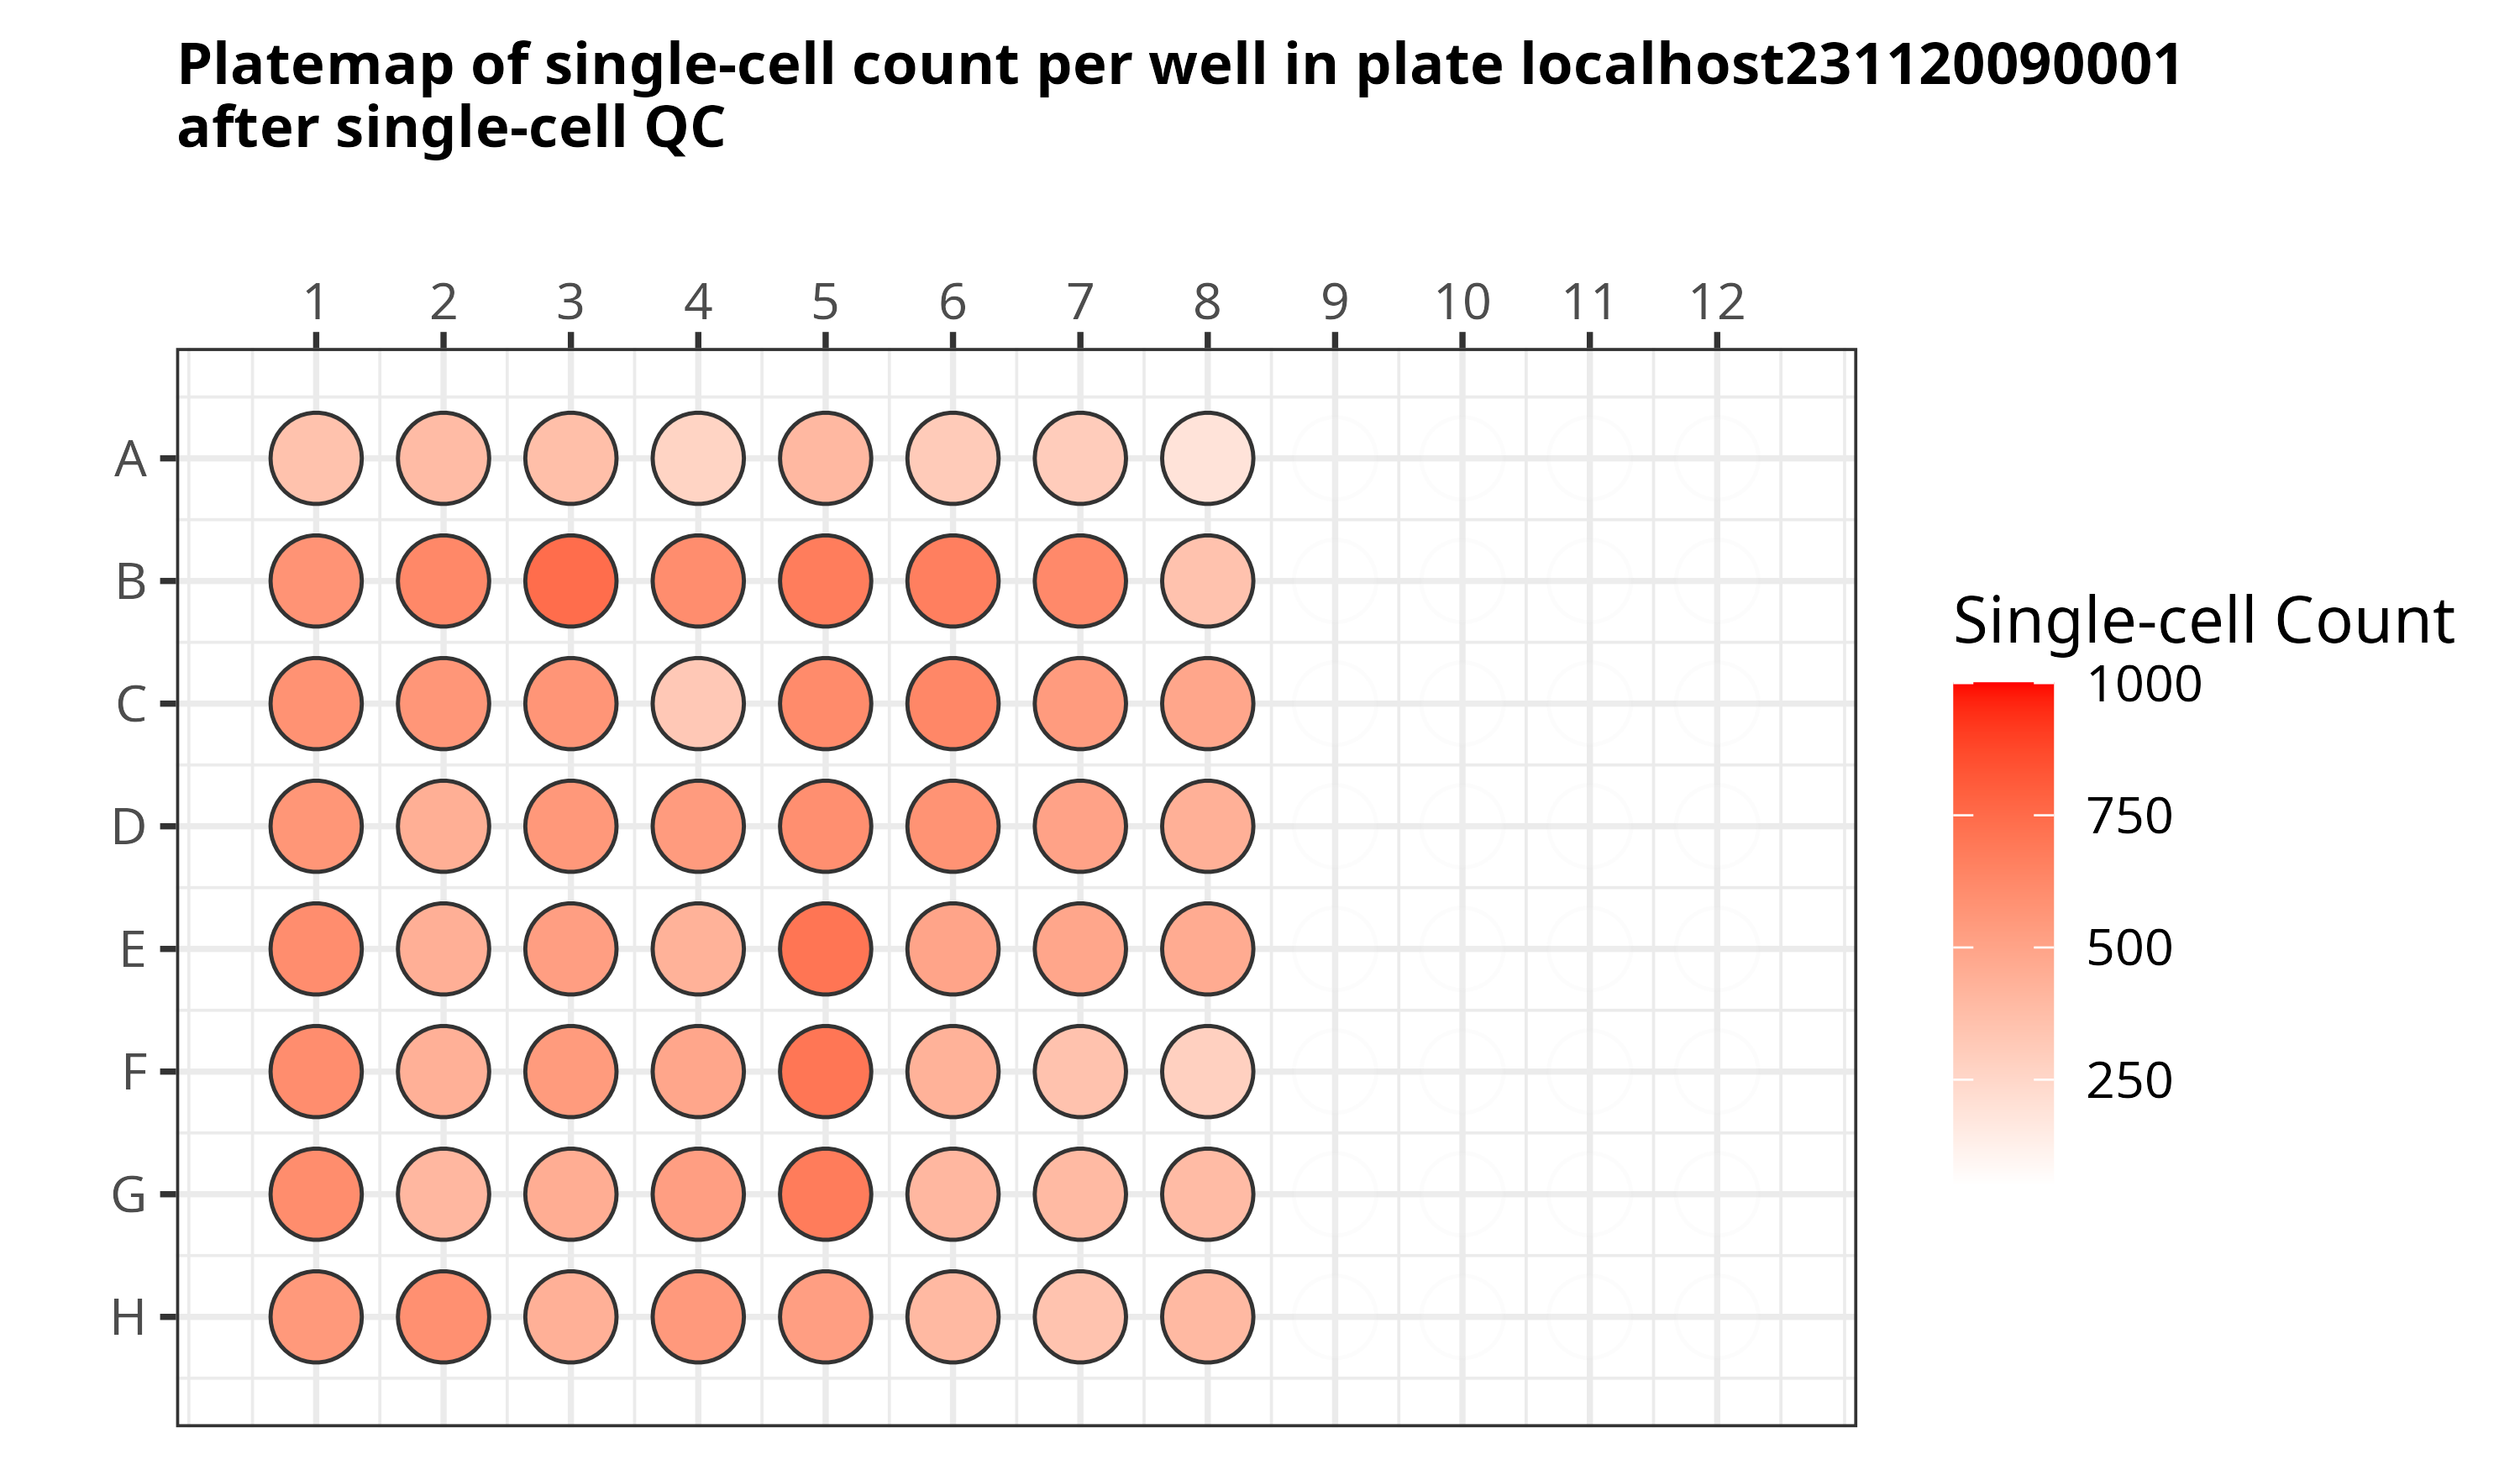 Platemap of single-cell count per well in plate localhost231120090001
after single-cell QC
1 2 3 4 5 6 7 8 9 10 11 12
A
B
C
D
E
F
G
H
Single-cell Count
1000
750
500
250